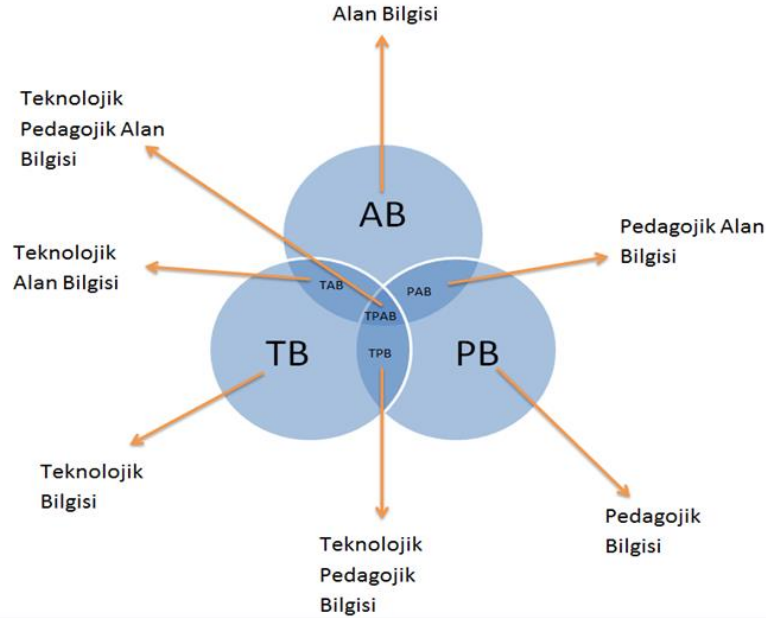 Alan Bilgisi
Teknolojik
Pedagojik Alan
Bilgisi
AB
Pedagojik Alan
Bilgisi
Teknolojik
Alan Bilgisi
TAB
PAB
TPAB
TB
TPB
PB
Teknolojik
Bilgisi
Pedagojik
Bilgisi
Teknolojik
Pedagojik
Bilgisi